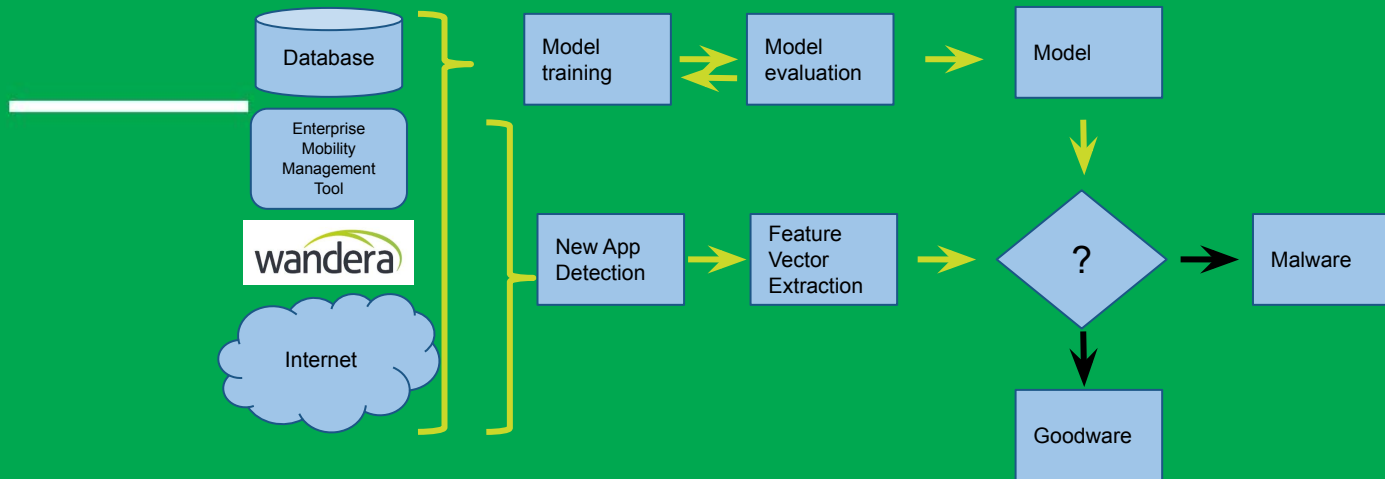 Database
Enterprise
Mobility
Management
Tool
wandera
Internet
Model
training
Model
evaluation
Model
New App
Detection
Feature
Vector
Extraction
?
Malware
Goodware